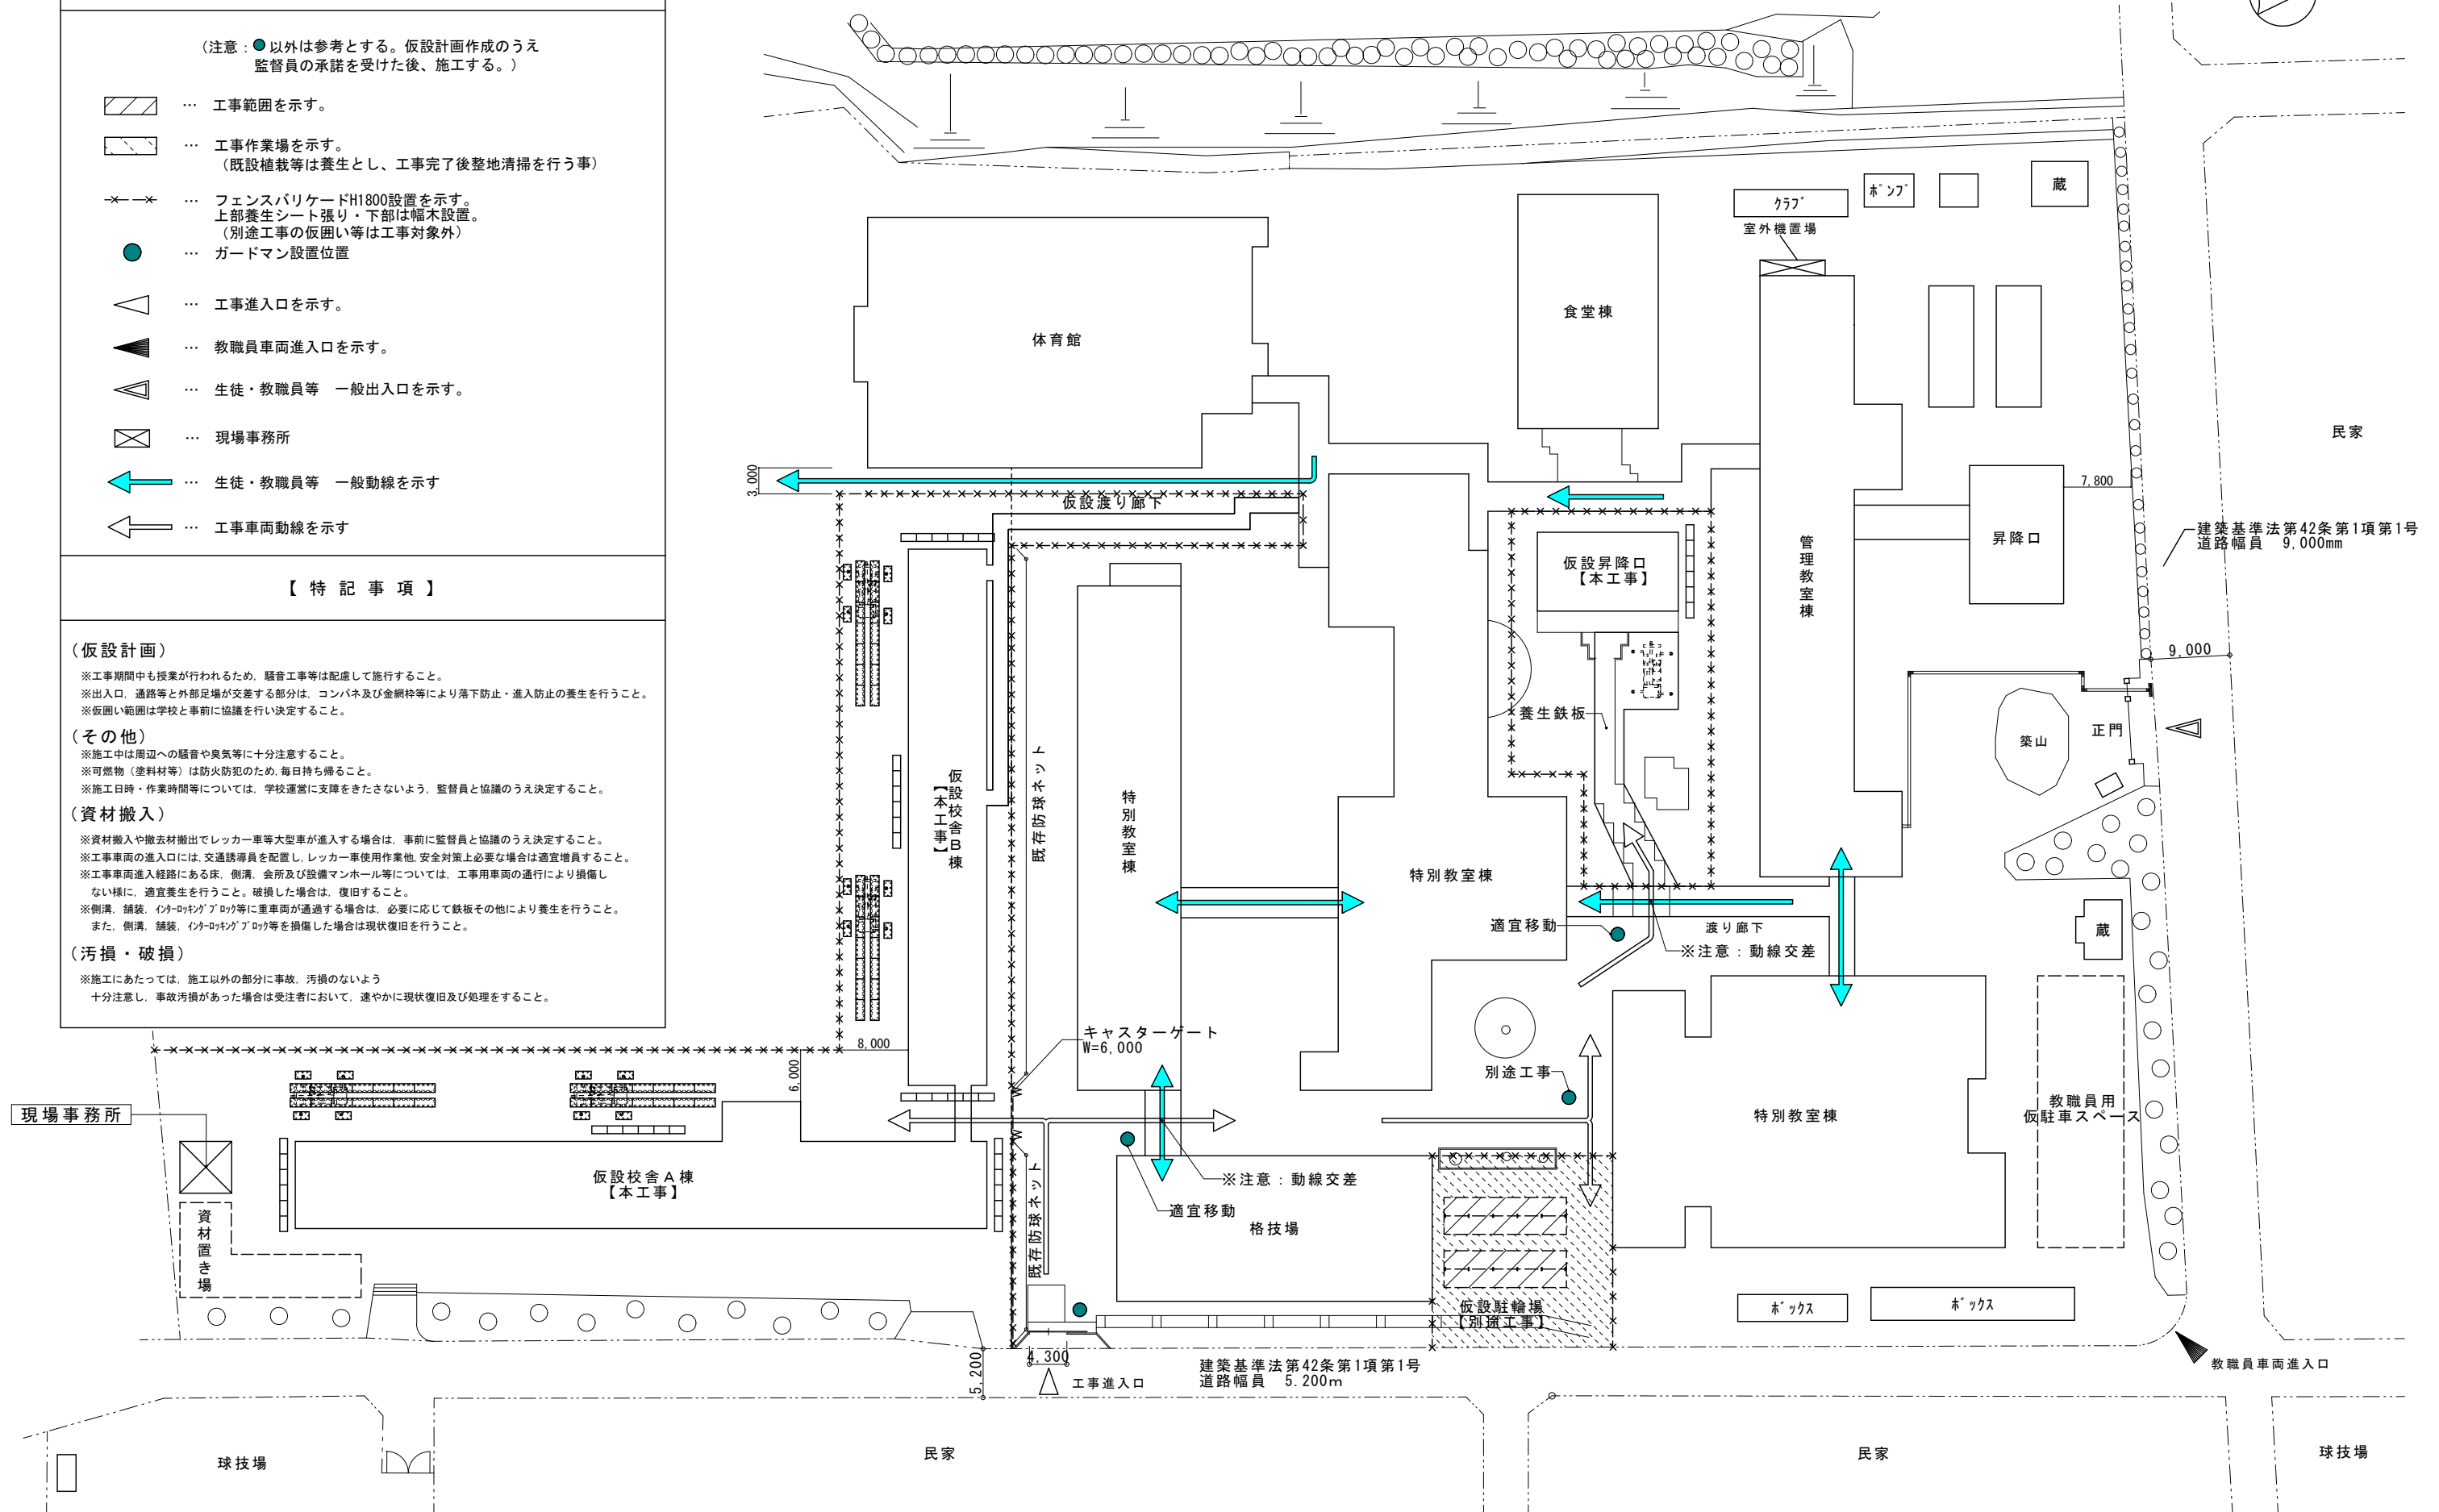 (注意:●以外は参考とする。仮設計画作成のうえ
監督員の承諾を受けた後、施工する。)
… 工事範囲を示す。
… 工事作業場を示す。
(既設植栽等は養生とし、工事完了後整地清掃を行う事)
… フェンスバリケードH1800設置を示す。
上部養生シート張り・下部は幅木設置。
(別途工事の仮囲い等は工事対象外)
… ガードマン設置位置
… 工事進入口を示す。
… 教職員車両進入口を示す。
… 生徒・教職員等 一般出入口を示す。
… 現場事務所
… 生徒・教職員等 一般動線を示す
… 工事車両動線を示す
【 特 記 事 項 】
(仮設計画)
※工事期間中も授業が行われるため、騒音工事等は配慮して施行すること。
※出入口、通路等と外部足場が交差する部分は、コンパネ及び金網枠等により落下防止・進入防止の養生を行うこと。
※仮囲い範囲は学校と事前に協議を行い決定すること。
(その他)
※施工中は周辺への騒音や臭気等に十分注意すること。
※可燃物(塗料材等)は防火防犯のため、毎日持ち帰ること。
※施工日時・作業時間等については、学校運営に支障をきたさないよう、監督員と協議のうえ決定すること。
(資材搬入)
※資材搬入や撤去材搬出でレッカー車等大型車が進入する場合は、事前に監督員と協議のうえ決定すること。
※工事車両の進入口には、交通誘導員を配置し、レッカー車使用作業他、安全対策上必要な場合は適宜増員すること。
※工事車両進入経路にある床、側溝、会所及び設備マンホール等については、工事用車両の通行により損傷し
ない様に、適宜養生を行うこと。破損した場合は、復旧すること。
※側溝、舗装、インターロッキングブロック等に重車両が通過する場合は、必要に応じて鉄板その他により養生を行うこと。
また、側溝、舗装、インターロッキングブロック等を損傷した場合は現状復旧を行うこと。
(汚損・破損)
※施工にあたっては、施工以外の部分に事故、汚損のないよう
十分注意し、事故汚損があった場合は受注者において、速やかに現状復旧及び処理をすること。
体育館
食堂棟
クラブ
室外機置場
ポンプ
蔵
民家
3,000
仮設渡り廊下
仮設昇降口
【本工事】
管理教室棟
昇降口
7,800
建築基準法第42条第1項第1号
道路幅員 9,000mm
9,000
養生鉄板
築山
正門
仮設校舎B棟
【本工事】
既存防球ネット
特別教室棟
特別教室棟
適宜移動
渡り廊下
※注意:動線交差
蔵
キャスターゲート
W=6,000
8,000
6,000
W
W
別途工事
特別教室棟
教職員用
仮駐車スペース
現場事務所
仮設校舎A棟
【本工事】
既存防球ネット
※注意:動線交差
適宜移動
格技場
資材置き場
仮設駐輪場
【別途工事】
ボックス
ボックス
5,200
4,300
工事進入口
建築基準法第42条第1項第1号
道路幅員 5.200m
教職員車両進入口
球技場
民家
民家
球技場